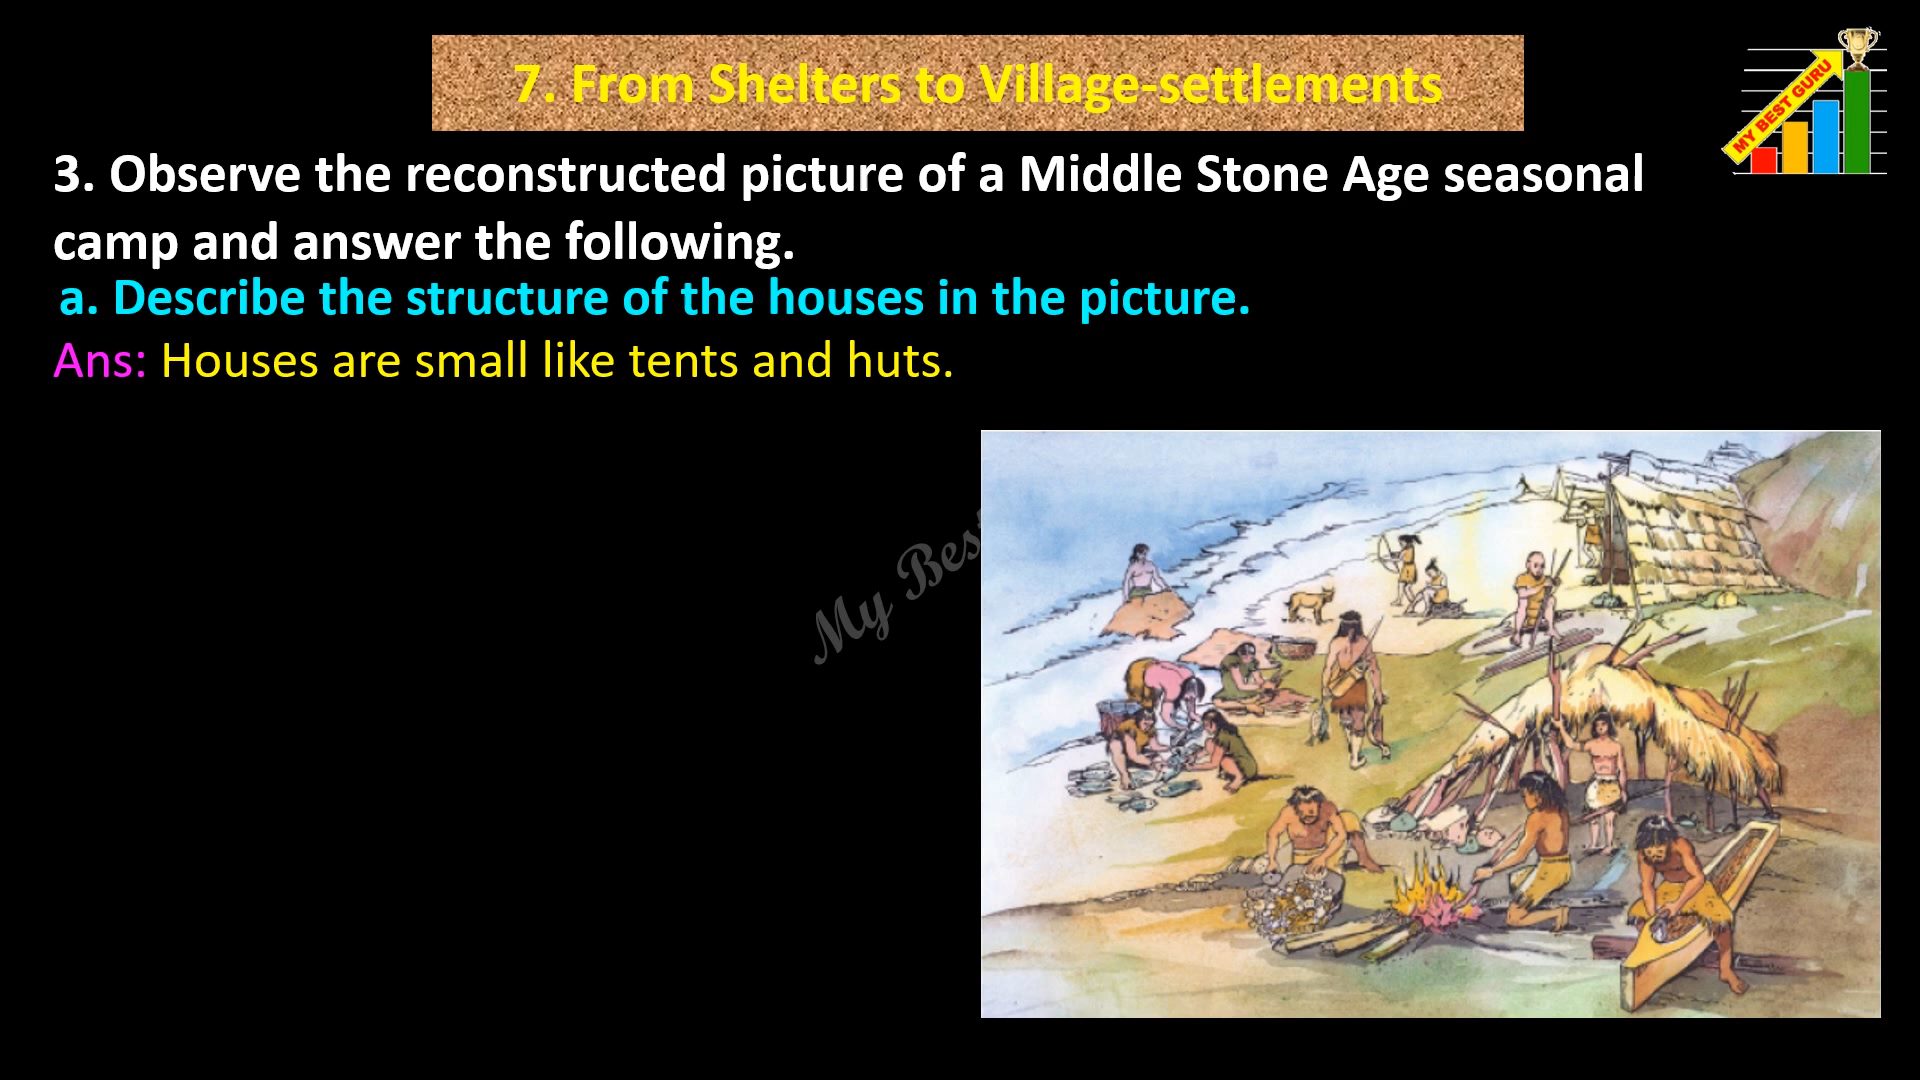 7. From Shelters to Village-settlements
MY BEST GURU
3. Observe the reconstructed picture of a Middle Stone Age seasonal
camp and answer the following.
a. Describe the structure of the houses in the picture.
Ans: Houses are small like tents and huts.
My Bes